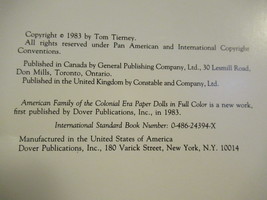 Copyright © 1983 by Tom Tierney.
All rights reserved under Pan American and International Copyright
Conventions.
Published in Canada by General Publishing Company, Ltd., 30 Lesmill Road,
Don Mills, Toronto, Ontario.
Published in the United Kingdom by Constable and Company, Ltd.
American Family of the Colonial Era Paper Dolls in Full Color is a new work,
first published by Dover Publications, Inc., in 1983.
International Standard Book Number: 0-486-24394-X
Manufactured in the United States of America
Dover Publications, Inc., 180 Varick Street, New York, N.Y. 10014